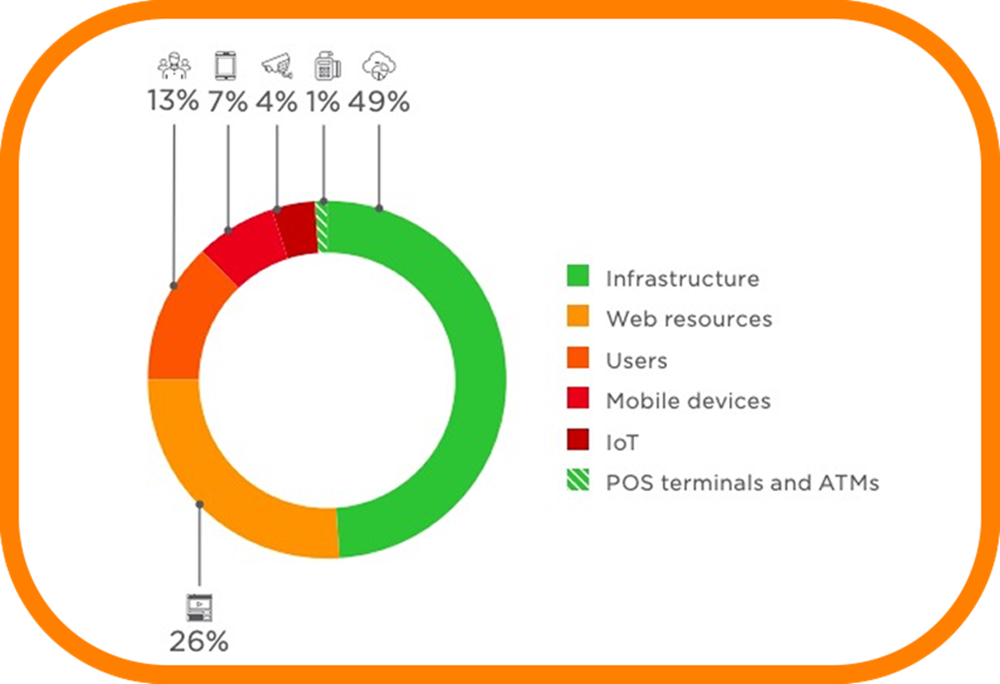 13% 7% 4% 1% 49%
Infrastructure
Web resources
Users
Mobile devices
IoT
POS terminals and ATMs
26%